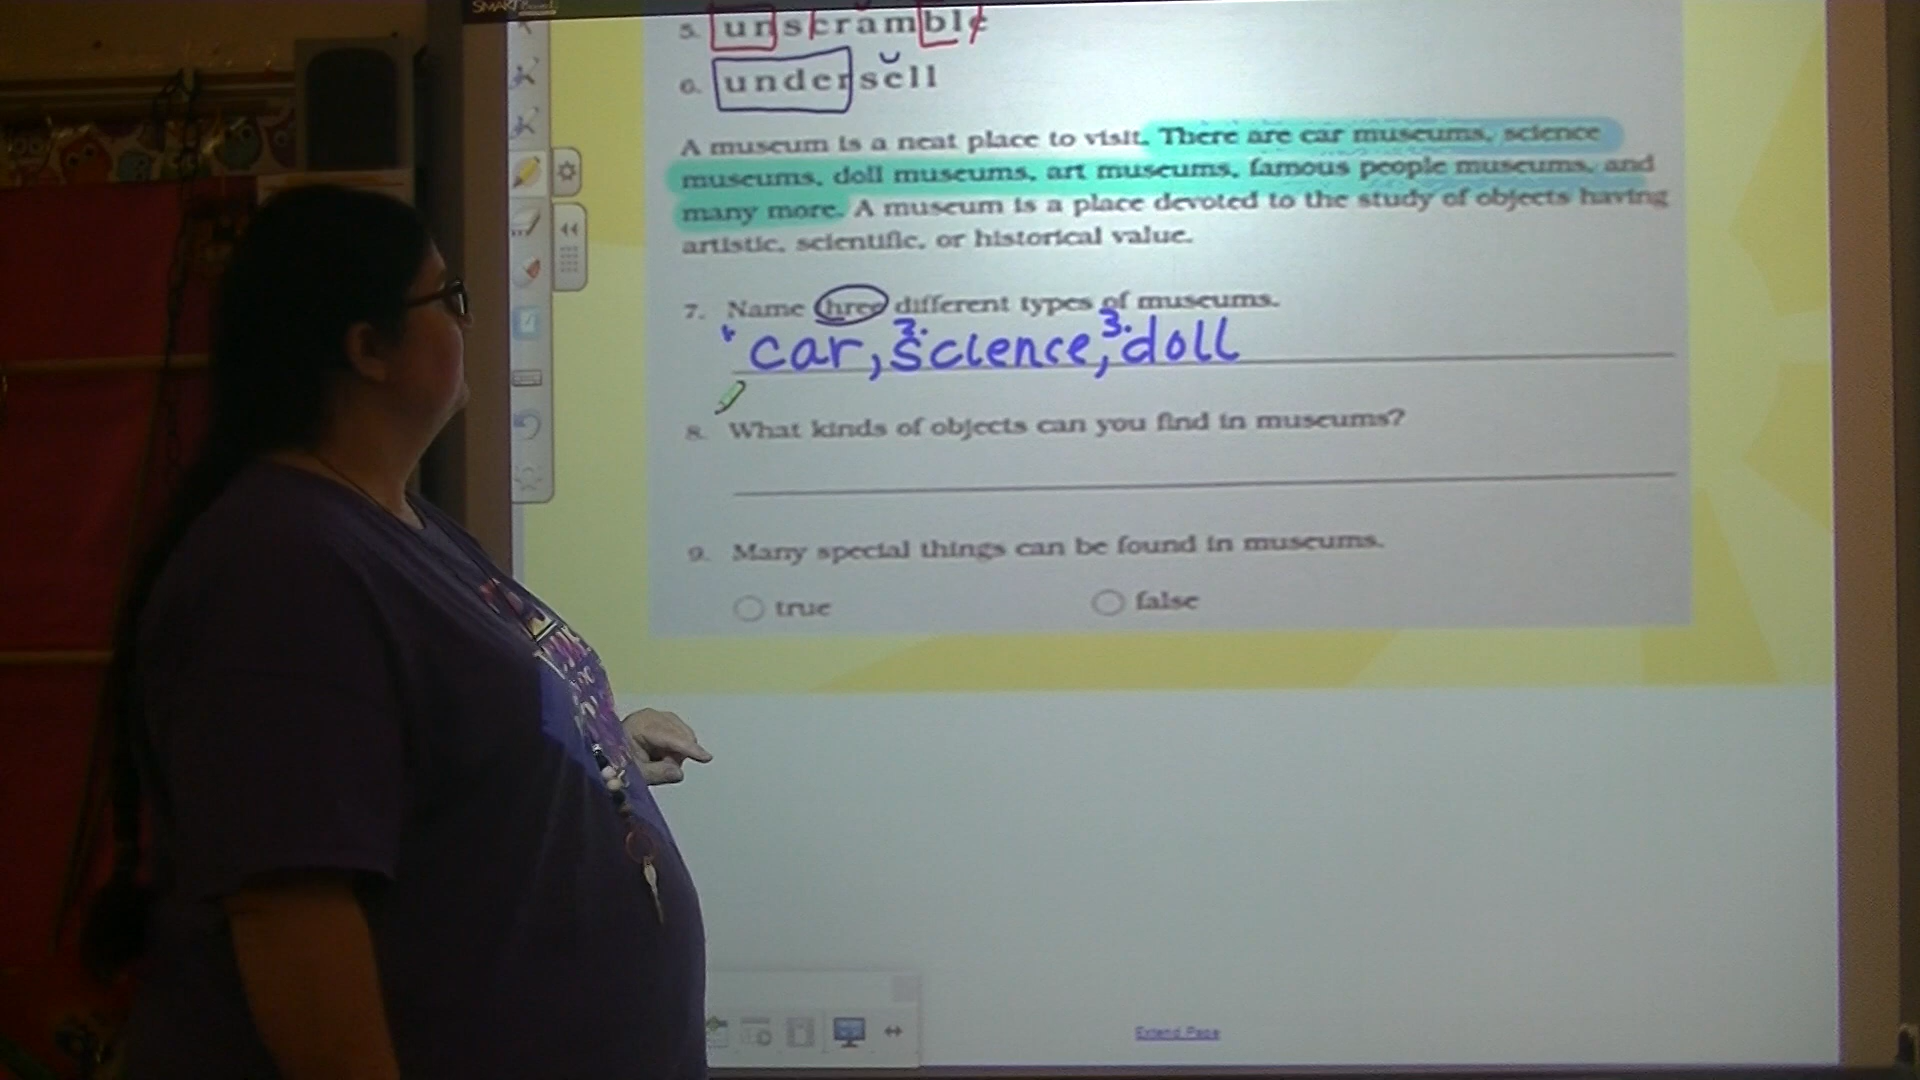 SMART Board
5. unscramble
6. undersell
A museum is a neat place to visit. There are car museums, science
museums, doll museums, art museums, famous people museums, and
many more. A museum is a place devoted to the study of objects having
artistic, scientific, or historical value.
7. Name three different types of museums.
car, science, doll
8. What kinds of objects can you find in museums?
9. Many special things can be found in museums.
true false
Extend Page